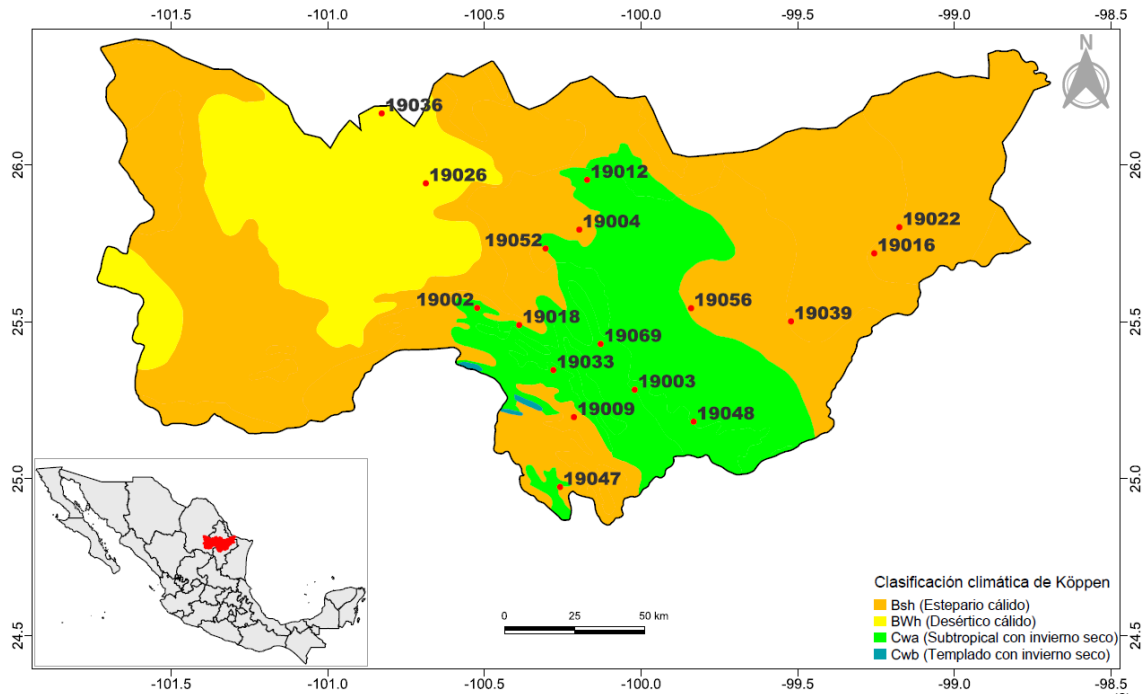 -101.5 -101.0 -100.5 -100.0 -99.5 -99.0 -98.5
N
19036
26.0 26.0
19026
19012
19004
19022
19052
19016
19002
19056
19018
25.5 25.5
19039
19069
19033
19003
19009
19048
25.0 25.0
19047
Clasificación climática de Köppen
0 25 50 km
Bsh (Estepario cálido)
BWh (Desértico cálido)
24.5 24.5
Cwa (Subtropical con invierno seco)
Cwb (Templado con invierno seco)
-101.5 -101.0 -100.5 -100.0 -99.5 -99.0 -98.5